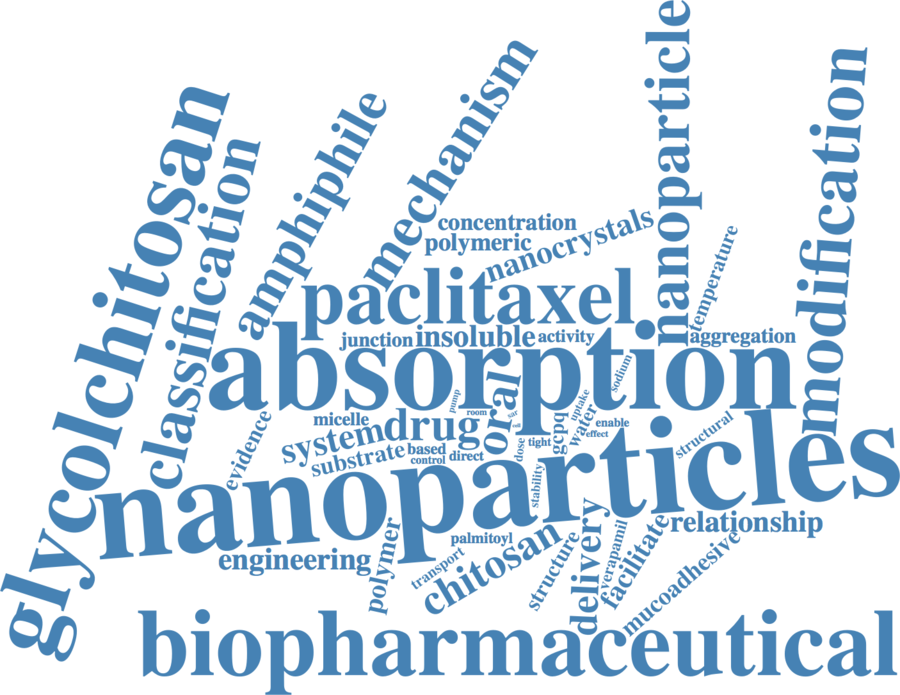 glycolchitosan
classification
amphiphile
mechanism
nanoparticle
modification
concentration
polymeric
nanocrystals
temperature
paclitaxel
junction
insoluble
activity
aggregation
absorption
sodium
pump
room
sar
oral
uptake
micelle
drug
system
evidence
substrate
based
control
direct
dose
tight
gcpq
water
enable
effect
structural
nanoparticles
stability
relationship
engineering
polymer
palmitoyl
transport
chitosan
structure
delivery
verapamil
facilitate
mucoadhesive
biopharmaceutical